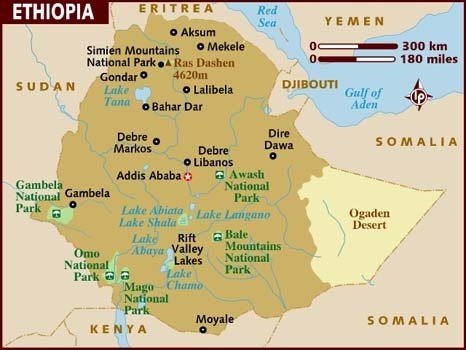 ETHIOPIA
ERITREA
Red
Sea
YEMEN
300 km
180 miles
Aksum
Mekele
Simien Mountains
National Park
Ras Dashen
4620m
Gondar
SUDAN
Lake
Tana
Lalibela
DJIBOUTI
Gulf of
Aden
LP
Bahar Dar
Debre
Markos
Dire
Dawa
SOMALIA
Debre
Libanos
Addis Ababa
Awash
National
Park
Gambela
National
Park
Gambela
Lake Abiata
Lake Shala
Lake Langano
Ogaden
Desert
Rift
Valley
Lakes
Bale
Mountains
National
Park
Lake
Abaya
Omo
National
Park
Mago
National
Park
Lake
Chamo
KENYA
Moyale
SOMALIA